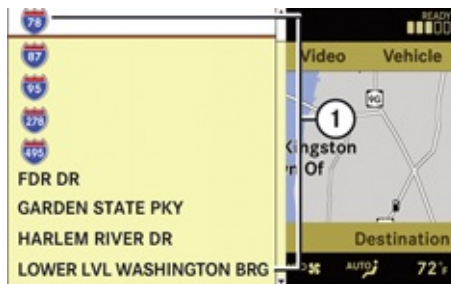 78
READY
87
Video Vehicle
95
9G
1
278
Kingston
n Of
495
FDR DR
GARDEN STATE PKY
HARLEM RIVER DR
Destination
LOWER LVL WASHINGTON BRG
AUTO 72°F